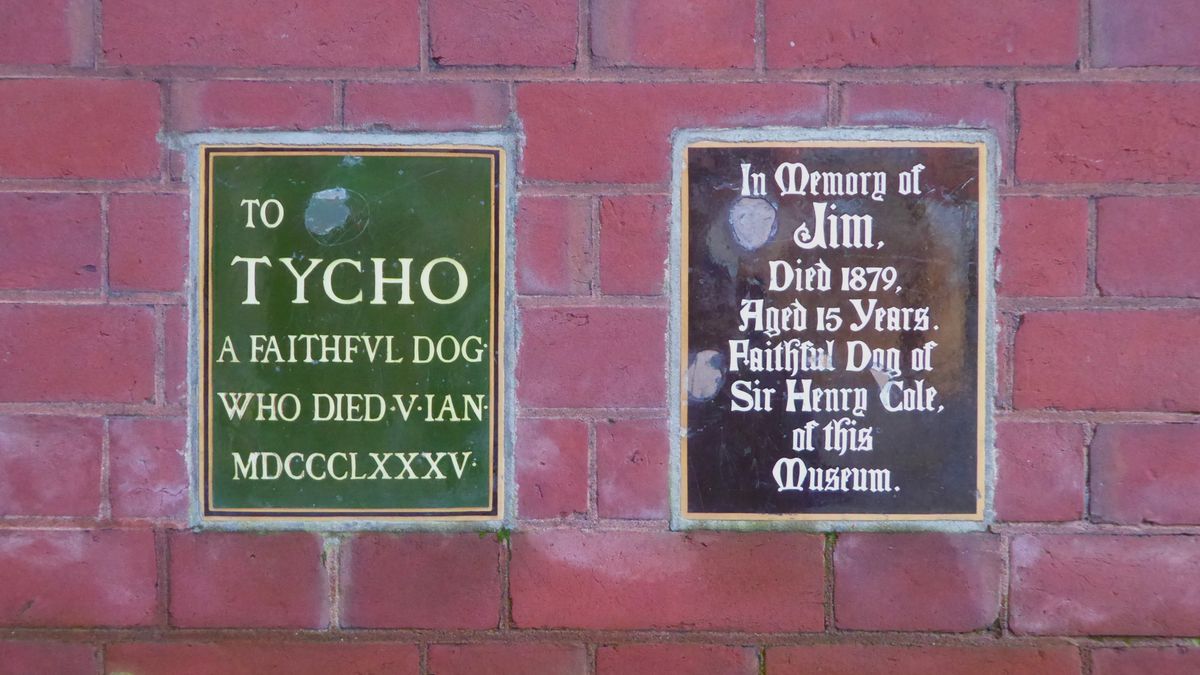 TO
TYCHO
A FAITHFVL DOG·
WHO DIED·V·IAN·
MDCCCLXXXV·
In Memory of
Jim,
Died 1879,
Aged 15 Years.
Faithful Dog of
Sir Henry Cole,
of this
Museum.